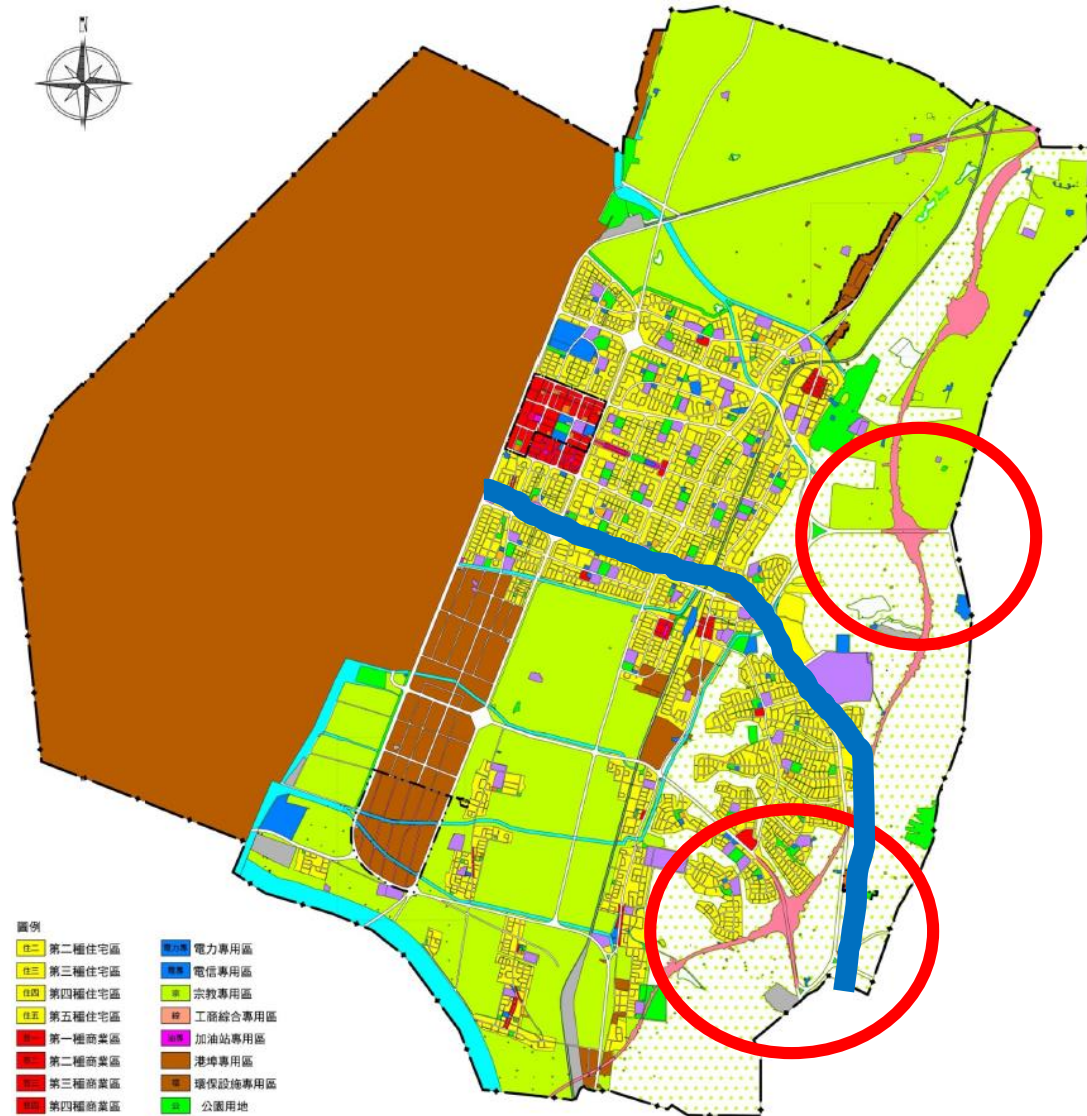 N
圖例
住二 第二種住宅區
住三 第三種住宅區
住四 第四種住宅區
住五 第五種住宅區
第一種商業區
第二種商業區
第三種商業區
第四種商業區
電力專用區
電信專用區
宗教專用區
工商綜合專用區
加油站專用區
港埠專用區
環保設施專用區
公 公園用地